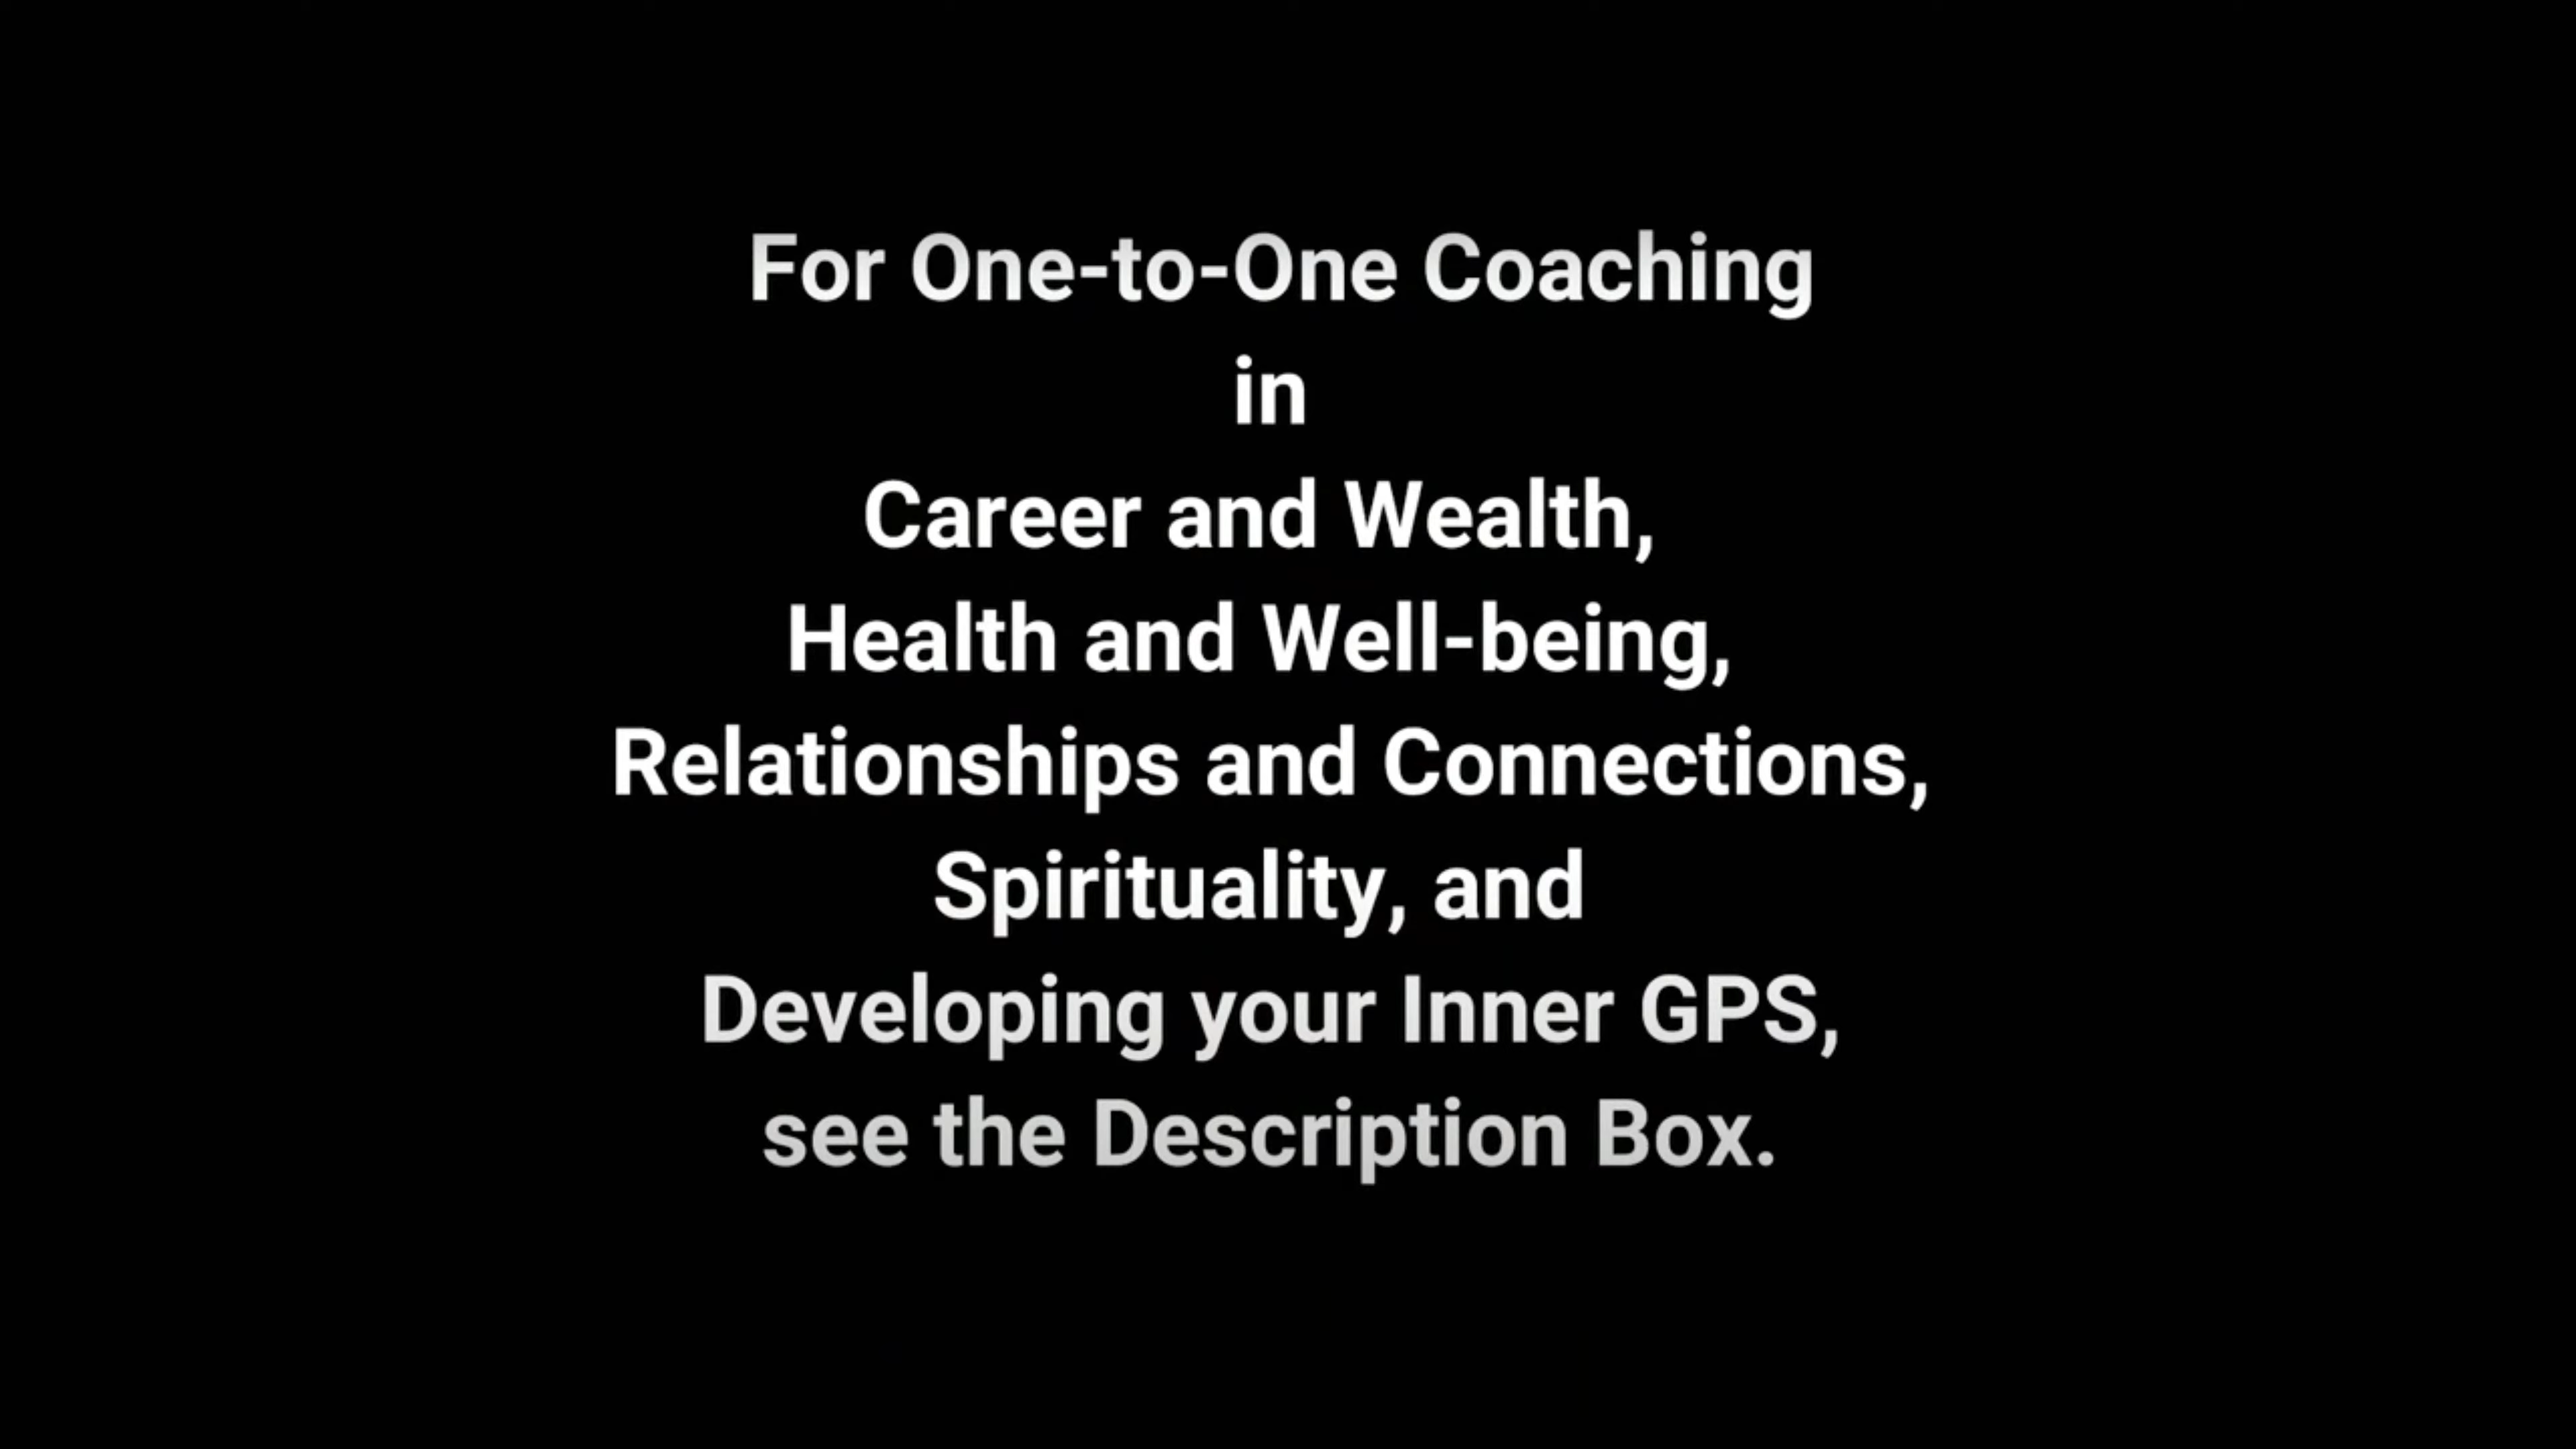 For One-to-One Coaching
in
Career and Wealth,
Health and Well-being,
Relationships and Connections,
Spirituality, and
Developing your Inner GPS,
see the Description Box.